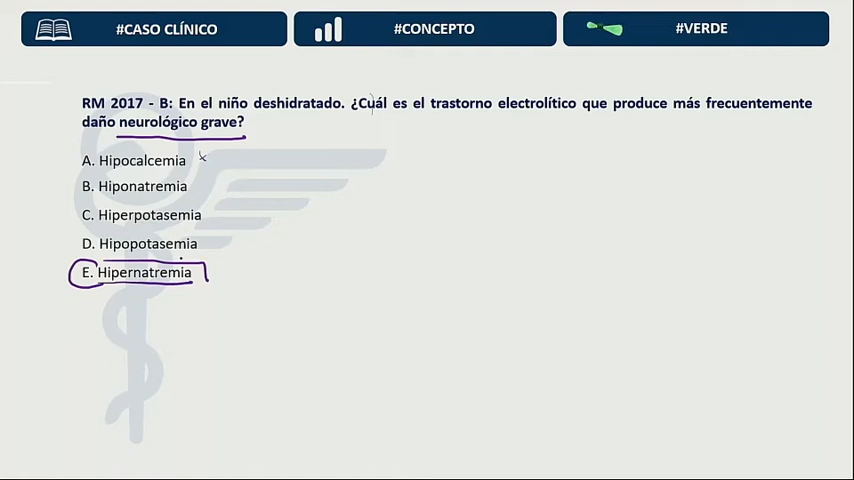 #CASO CLÍNICO
#CONCEPTO
#VERDE
RM 2017 - B: En el niño deshidratado. ¿Cuál es el trastorno electrolítico que produce más frecuentemente
daño neurológico grave?
A. Hipocalcemia
B. Hiponatremia
C. Hiperpotasemia
D. Hipopotasemia
E. Hipernatremia